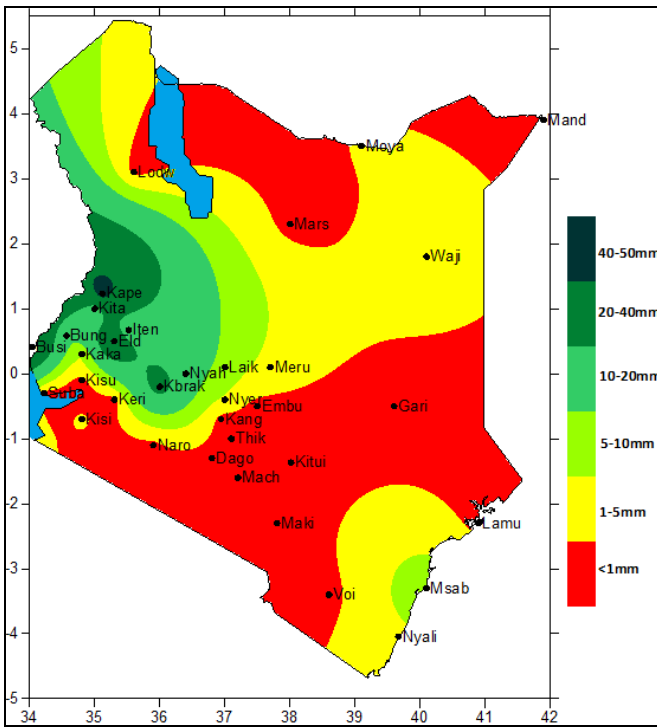 5
4
Mand
Moya
3
Lodw
Mars
2
Waji
40-50mm
Kape
1
Kita
20-40mm
Iten
Bung
Eld
Busi
Kaka
10-20mm
0
Kisu
Nyah
Laik
Meru
Suba
Kbrak
Keri
Nyer
Embu
Gari
5-10mm
Kisi
Kang
-1
Naro
Thik
Dago
Kitui
Mach
1-5mm
-2
Maki
Lamu
<1mm
-3
Voi
Msab
-4
Nyali
-5
34 35 36 37 38 39 40 41 42